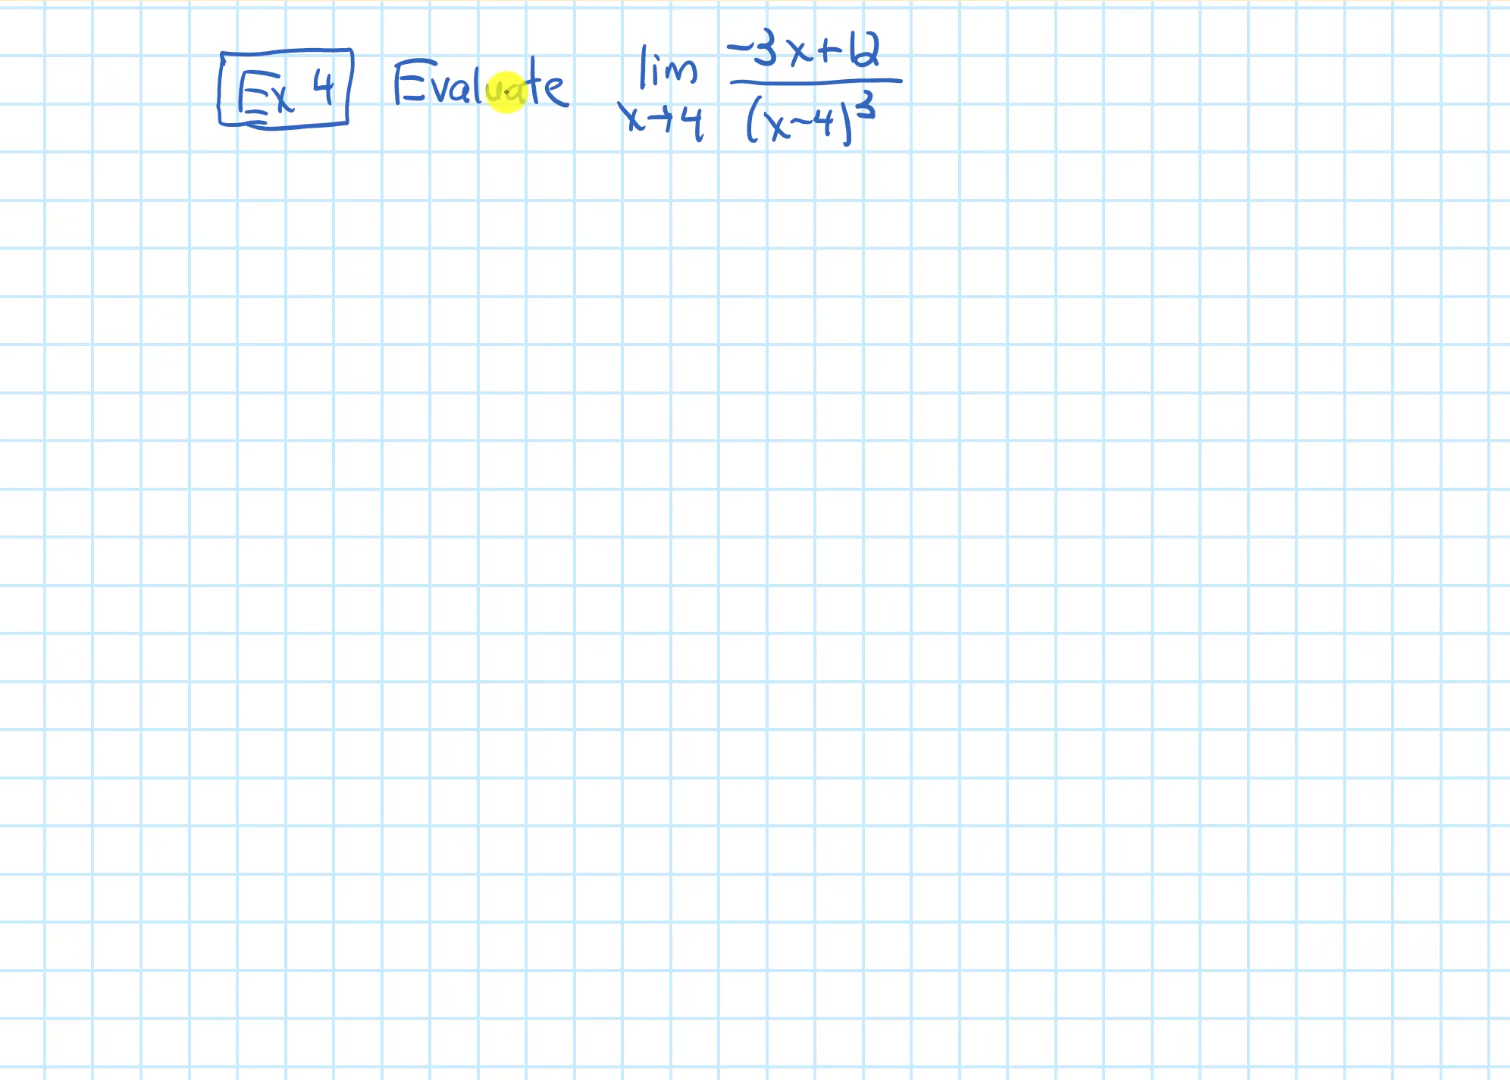 Ex 4 Evaluate lim x→4 (-3x+12)/(x-4)^3